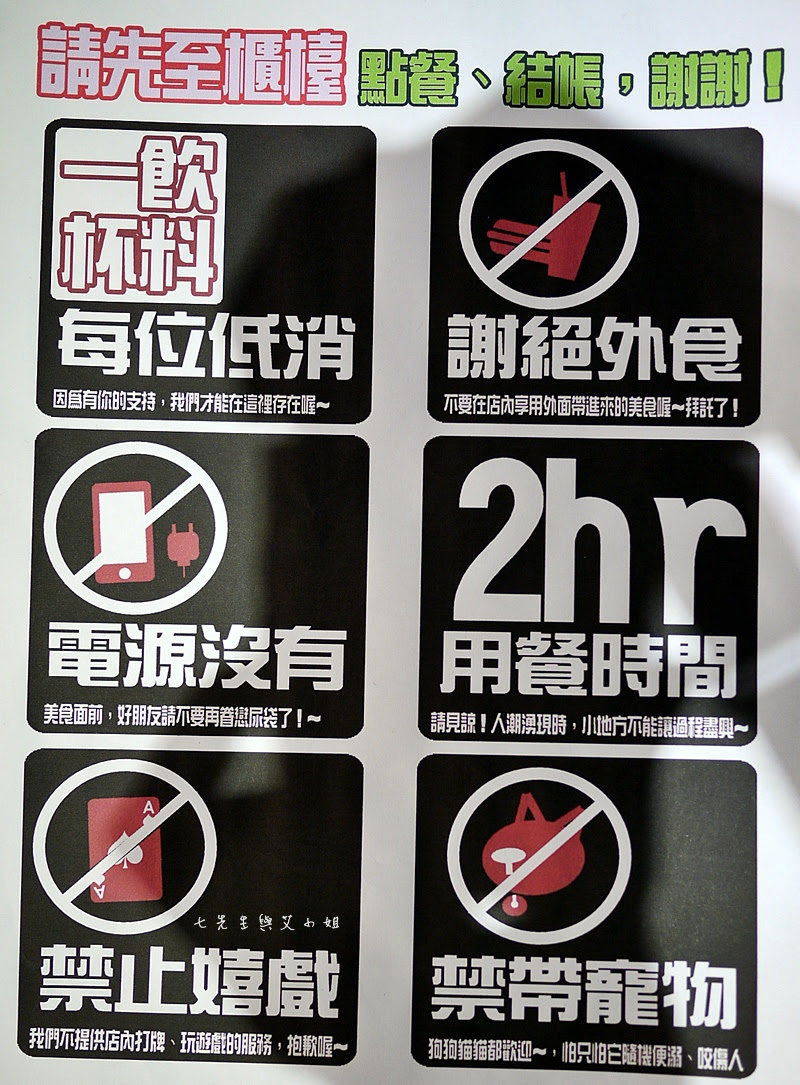 請先至櫃檯 點餐、結帳，謝謝！
飲料
一杯
每位低消
因為有你的支持，我們才能在這裡存在喔~
謝絕外食
不要在店內享用外面帶進來的美食喔~拜託了！
電源沒有
美食面前，好朋友請不要再眷戀尿袋了！~
2hr
用餐時間
請見諒！人潮湧現時，小地方不能讓過程盡興~
A
A
七先生與艾小姐
禁止嬉戲
我們不提供店內打牌、玩遊戲的服務，抱歉喔~
禁帶寵物
狗狗貓貓都歡迎~，怕只怕它隨機便溺、咬傷人